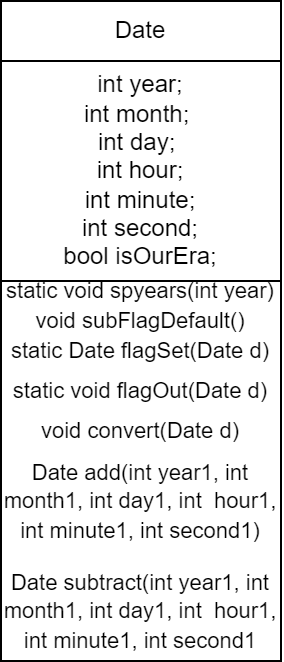 Date
int year;
int month;
int day;
int hour;
int minute;
int second;
bool isOurEra;
static void spyears(int year)
void subFlagDefault()
static Date flagSet(Date d)
static void flagOut(Date d)
void convert(Date d)
Date add(int year1, int
month1, int day1, int  hour1,
int minute1, int second1)
Date subtract(int year1, int
month1, int day1, int  hour1,
int minute1, int second1